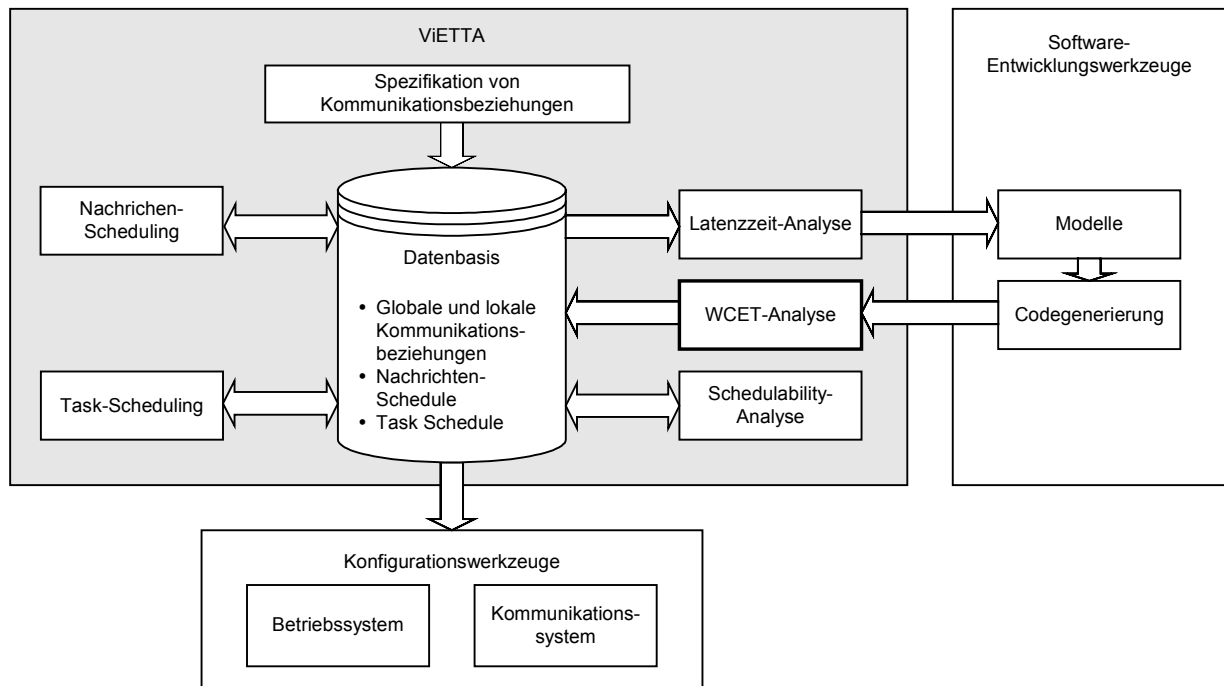 ViETTA
Spezifikation von
Kommunikationsbeziehungen
Software-
Entwicklungswerkzeuge
Nachrichen-
Scheduling
Datenbasis
• Globale und lokale
Kommunikations-
beziehungen
• Nachrichten-
Schedule
• Task Schedule
Latenzzeit-Analyse
Modelle
WCET-Analyse
Codegenerierung
Task-Scheduling
Schedulability-
Analyse
Konfigurationswerkzeuge
Betriebssystem
Kommunikations-
system